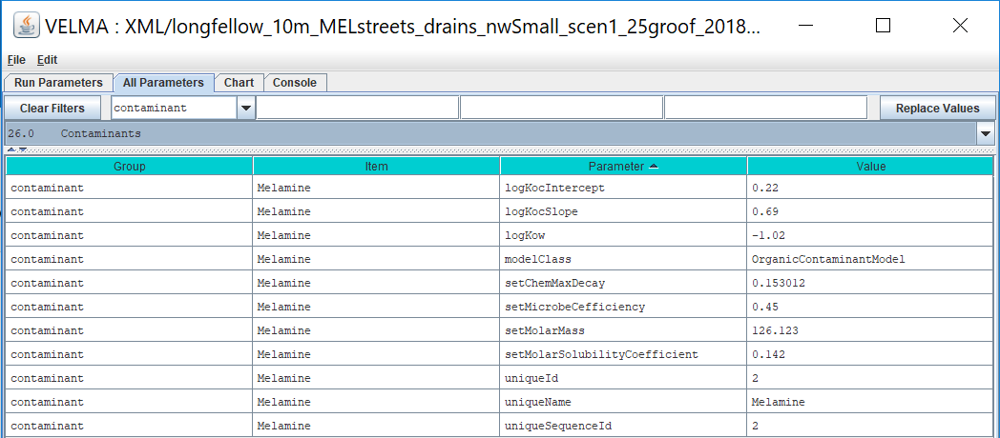 VELMA : XML/longfellow_10m_MELstreets_drains_nwSmall_scen1_25groof_2018...
File Edit
Run Parameters All Parameters Chart Console
Clear Filters contaminant Replace Values
26.0 Contaminants
Group Item Parameter Value
contaminant Melamine logKocIntercept 0.22
contaminant Melamine logKocSlope 0.69
contaminant Melamine logKow -1.02
contaminant Melamine modelClass OrganicContaminantModel
contaminant Melamine setChemMaxDecay 0.153012
contaminant Melamine setMicrobeCefficiency 0.45
contaminant Melamine setMolarMass 126.123
contaminant Melamine setMolarSolubilityCoefficient 0.142
contaminant Melamine uniqueId 2
contaminant Melamine uniqueName Melamine
contaminant Melamine uniqueSequenceId 2